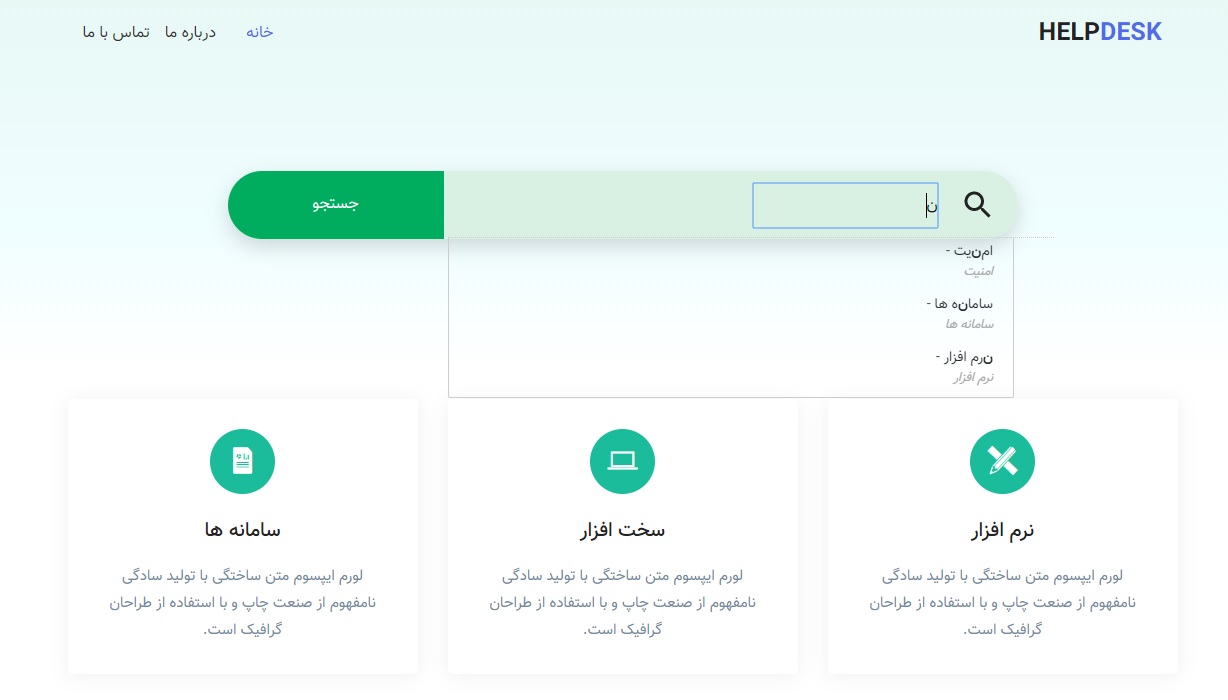 HELPDESK
خانه
درباره ما
تماس با ما
ن
جستجو
امنیت -
امنیت
سامانه ها -
سامانه ها
نرم افزار -
نرم افزار
نرم افزار
لورم ایپسوم متن ساختگی با تولید سادگی
نامفهوم از صنعت چاپ و با استفاده از طراحان
گرافیک است.
سخت افزار
لورم ایپسوم متن ساختگی با تولید سادگی
نامفهوم از صنعت چاپ و با استفاده از طراحان
گرافیک است.
سامانه ها
لورم ایپسوم متن ساختگی با تولید سادگی
نامفهوم از صنعت چاپ و با استفاده از طراحان
گرافیک است.